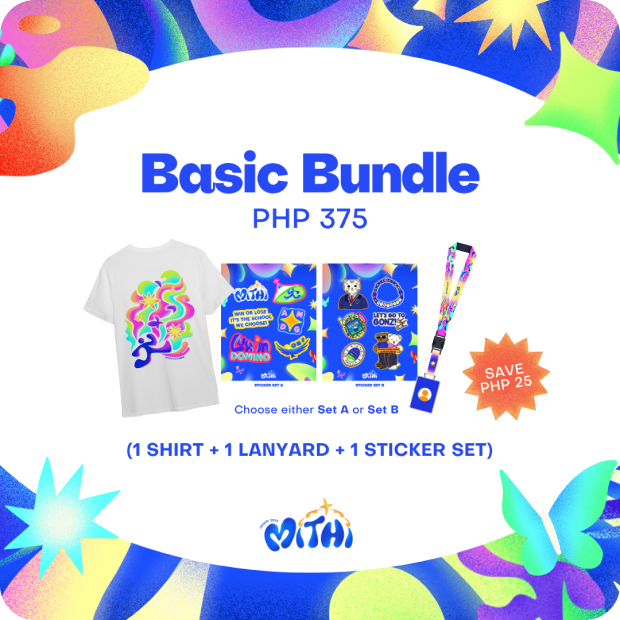 Basic Bundle
PHP 375
MiTHi
WIN OR LOSE
IT'S THE SCHOOL
WE CHOOSE!
AMDG
DOMINO
STICKER SET A
LET'S GO TO
GONZ!
STICKER SET B
SAVE
PHP 25
Choose either Set A or Set B
(1 SHIRT + 1 LANYARD + 1 STICKER SET)
MiTHi